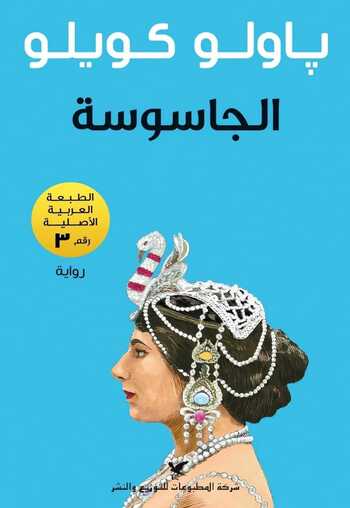 پاولو كويلو
الجاسوسة
الطبعة
العربية
الأصلية
رقم ٣
رواية
شركة المطبوعات للتوزيع والنشر